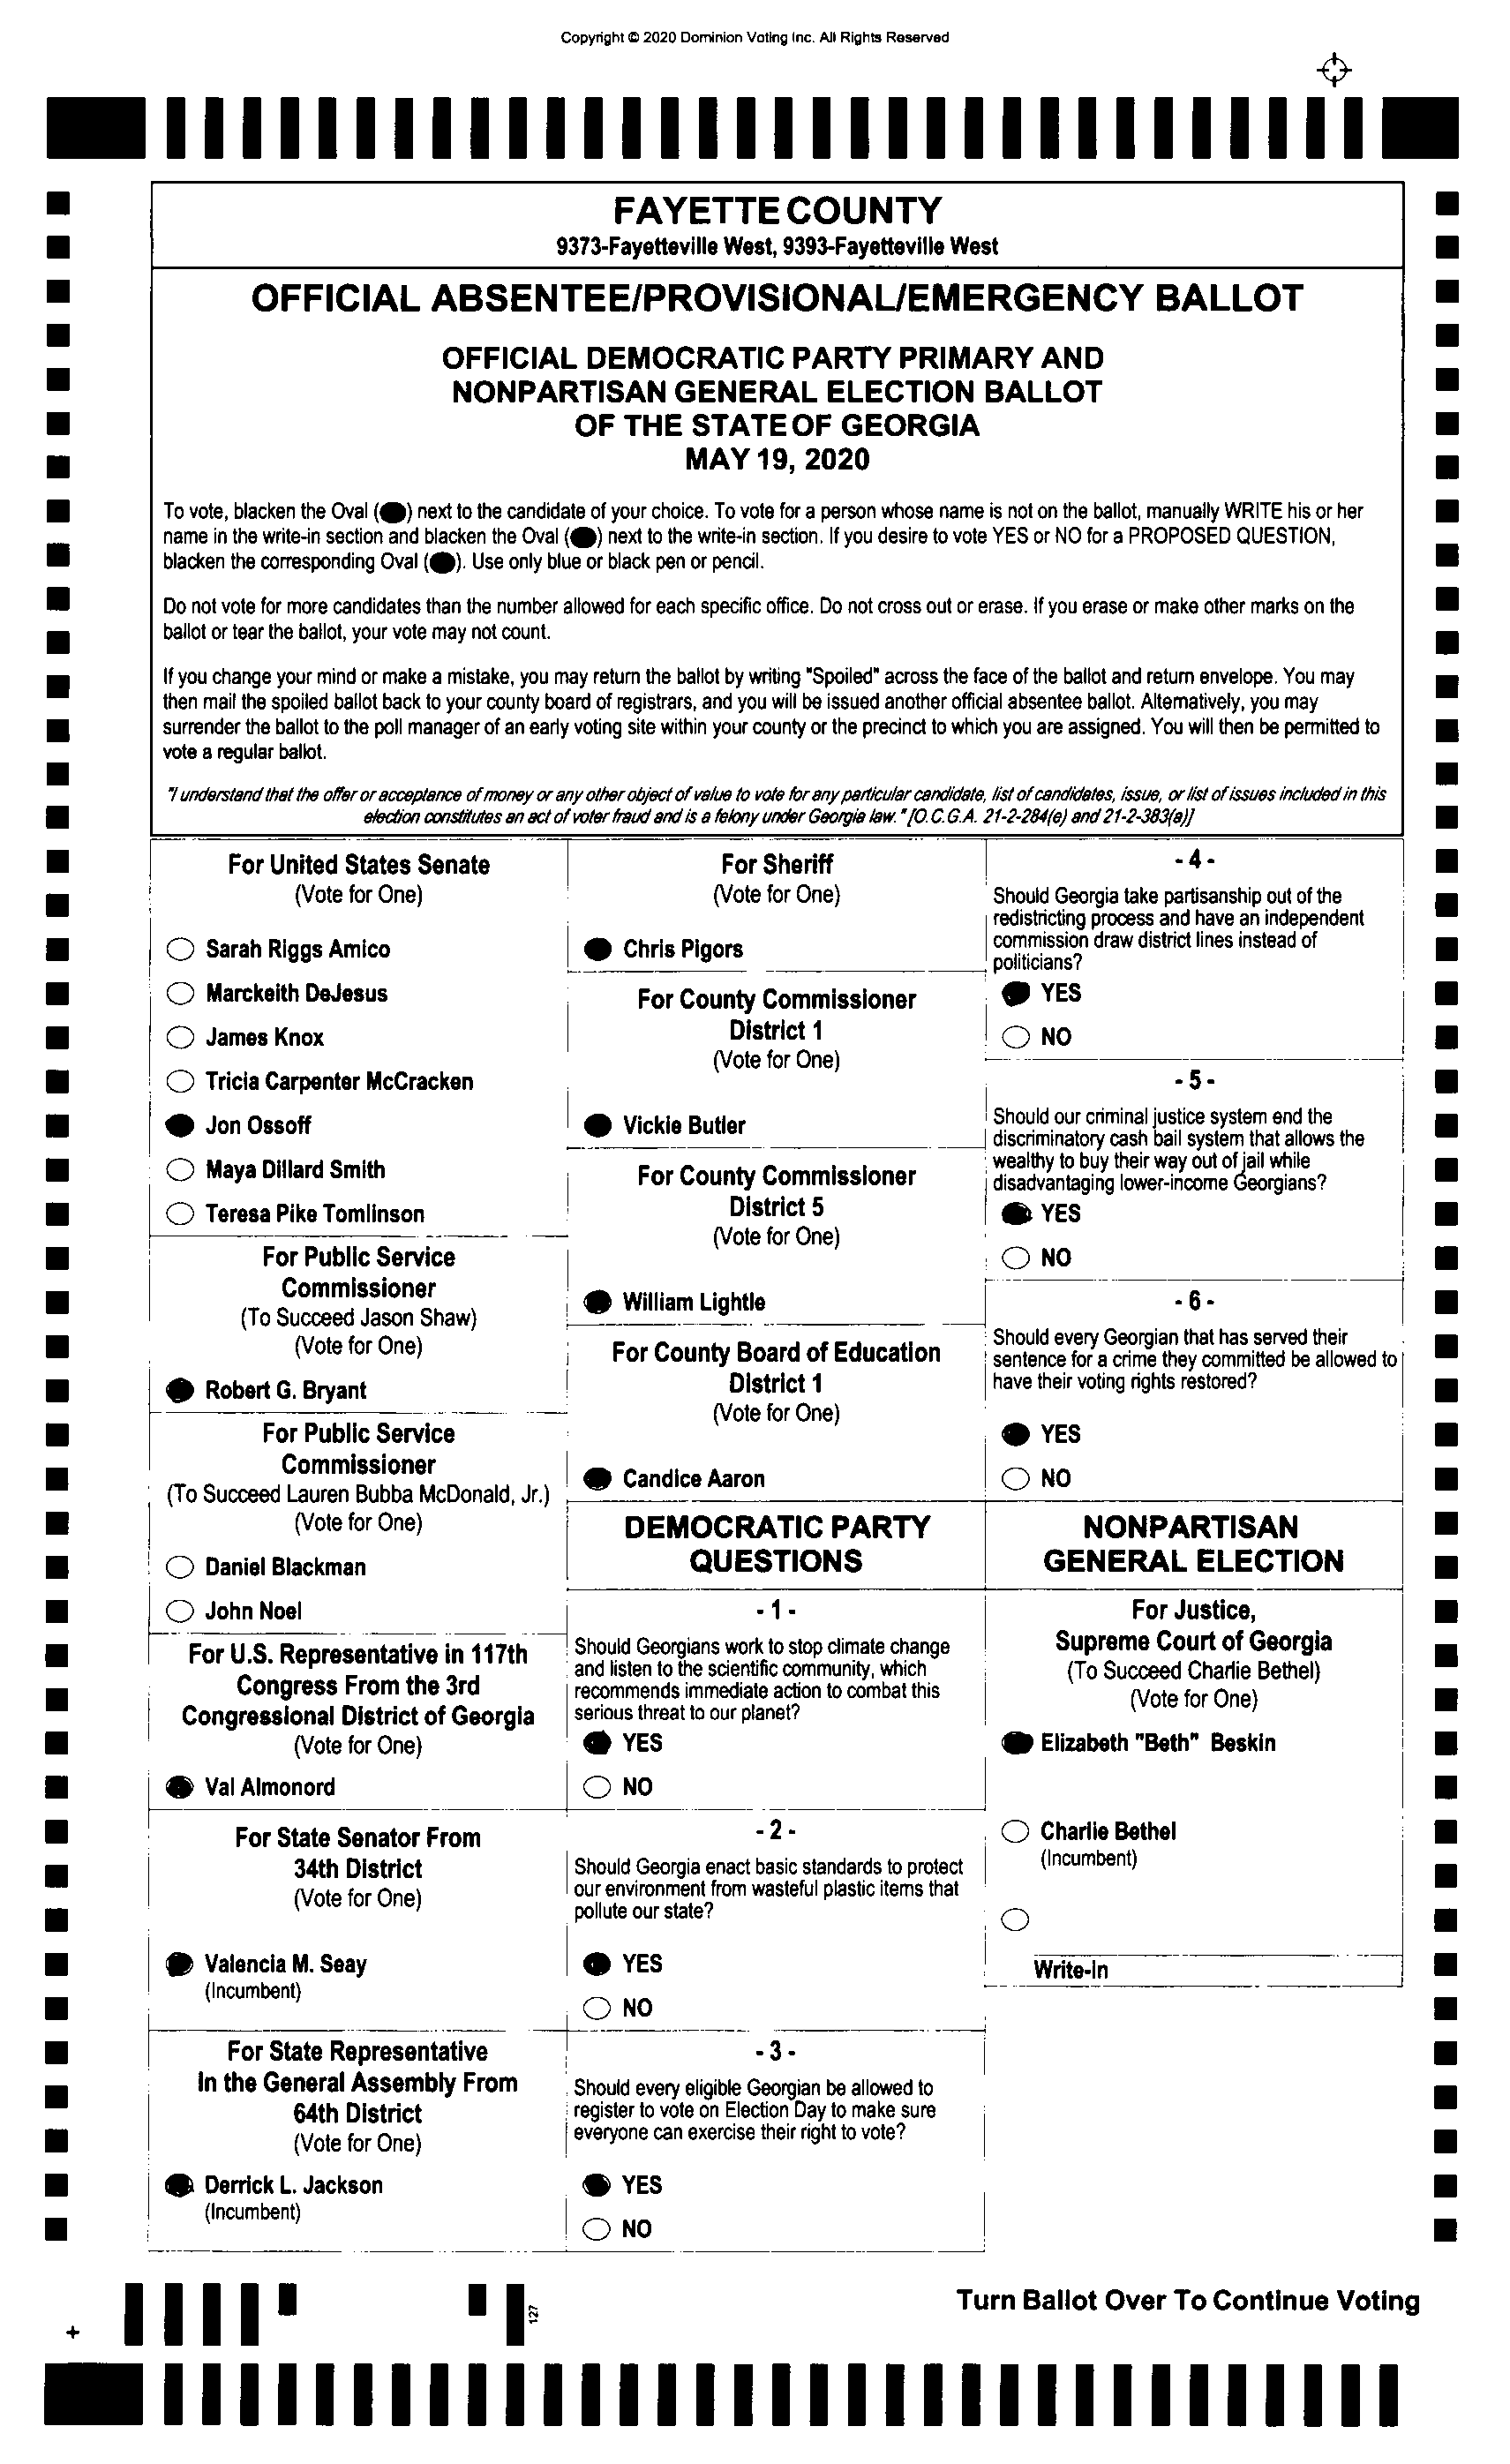 Copyright © 2020 Dominion Voting Inc. All Rights Reserved
FAYETTE COUNTY
9373-Fayetteville West, 9393-Fayetteville West
OFFICIAL ABSENTEE/PROVISIONAL/EMERGENCY BALLOT
OFFICIAL DEMOCRATIC PARTY PRIMARY AND
NONPARTISAN GENERAL ELECTION BALLOT
OF THE STATE OF GEORGIA
MAY 19, 2020
To vote, blacken the Oval (⬬) next to the candidate of your choice. To vote for a person whose name is not on the ballot, manually WRITE his or her
name in the write-in section and blacken the Oval (⬬) next to the write-in section. If you desire to vote YES or NO for a PROPOSED QUESTION,
blacken the corresponding Oval (⬬). Use only blue or black pen or pencil.
Do not vote for more candidates than the number allowed for each specific office. Do not cross out or erase. If you erase or make other marks on the
ballot or tear the ballot, your vote may not count.
If you change your mind or make a mistake, you may return the ballot by writing "Spoiled" across the face of the ballot and return envelope. You may
then mail the spoiled ballot back to your county board of registrars, and you will be issued another official absentee ballot. Alternatively, you may
surrender the ballot to the poll manager of an early voting site within your county or the precinct to which you are assigned. You will then be permitted to
vote a regular ballot.
"I understand that the offer or acceptance of money or any other object of value to vote for any particular candidate, list of candidates, issue, or list of issues included in this
election constitutes an act of voter fraud and is a felony under Georgia law." [O.C.G.A. 21-2-284(e) and 21-2-383(a)]
For United States Senate
(Vote for One)
Sarah Riggs Amico
Marckeith DeJesus
James Knox
Tricia Carpenter McCracken
Jon Ossoff
Maya Dillard Smith
Teresa Pike Tomlinson
For Public Service
Commissioner
(To Succeed Jason Shaw)
(Vote for One)
Robert G. Bryant
For Public Service
Commissioner
(To Succeed Lauren Bubba McDonald, Jr.)
(Vote for One)
Daniel Blackman
John Noel
For U.S. Representative in 117th
Congress From the 3rd
Congressional District of Georgia
(Vote for One)
Val Almonord
For State Senator From
34th District
(Vote for One)
Valencia M. Seay
(Incumbent)
For State Representative
In the General Assembly From
64th District
(Vote for One)
Derrick L. Jackson
(Incumbent)
For Sheriff
(Vote for One)
Chris Pigors
For County Commissioner
District 1
(Vote for One)
Vickie Butler
For County Commissioner
District 5
(Vote for One)
William Lightle
For County Board of Education
District 1
(Vote for One)
Candice Aaron
DEMOCRATIC PARTY
QUESTIONS
- 1 -
Should Georgians work to stop climate change
and listen to the scientific community, which
recommends immediate action to combat this
serious threat to our planet?
YES
NO
- 2 -
Should Georgia enact basic standards to protect
our environment from wasteful plastic items that
pollute our state?
YES
NO
- 3 -
Should every eligible Georgian be allowed to
register to vote on Election Day to make sure
everyone can exercise their right to vote?
YES
NO
- 4 -
Should Georgia take partisanship out of the
redistricting process and have an independent
commission draw district lines instead of
politicians?
YES
NO
- 5 -
Should our criminal justice system end the
discriminatory cash bail system that allows the
wealthy to buy their way out of jail while
disadvantaging lower-income Georgians?
YES
NO
- 6 -
Should every Georgian that has served their
sentence for a crime they committed be allowed to
have their voting rights restored?
YES
NO
NONPARTISAN
GENERAL ELECTION
For Justice,
Supreme Court of Georgia
(To Succeed Charlie Bethel)
(Vote for One)
Elizabeth "Beth" Beskin
Charlie Bethel
(Incumbent)
Write-in
127
Turn Ballot Over To Continue Voting